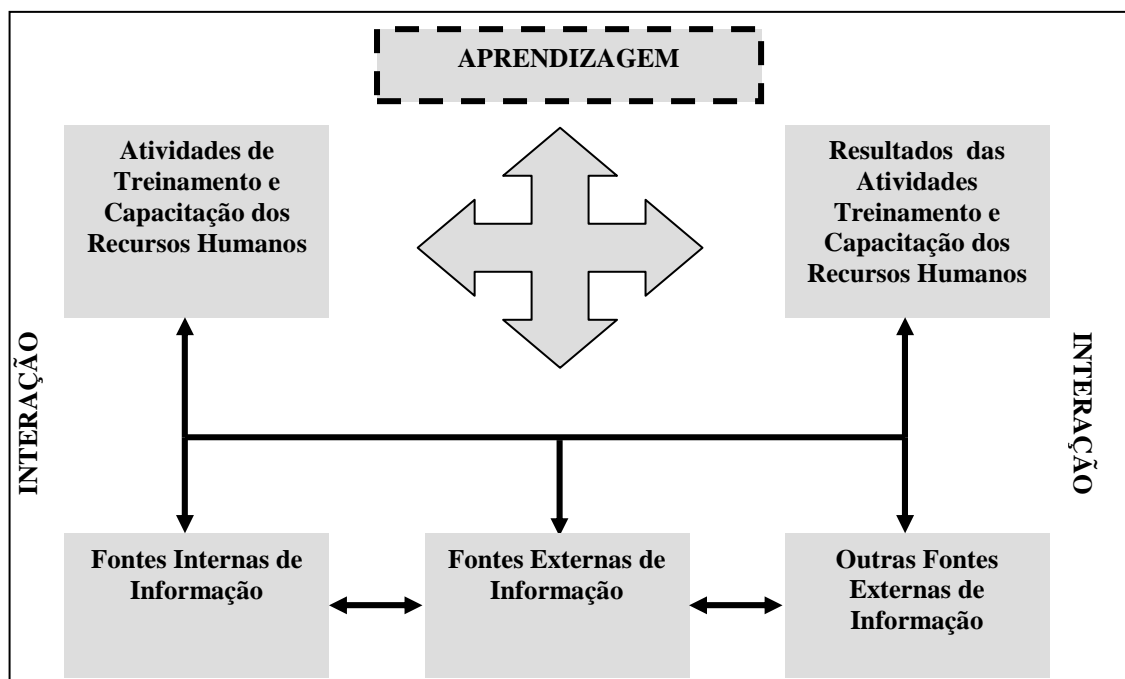 APRENDIZAGEM
Atividades de
Treinamento e
Capacitação dos
Recursos Humanos
Resultados das
Atividades
Treinamento e
Capacitação dos
Recursos Humanos
INTERAÇÃO
INTERAÇÃO
Fontes Internas de
Informação
Fontes Externas de
Informação
Outras Fontes
Externas de
Informação